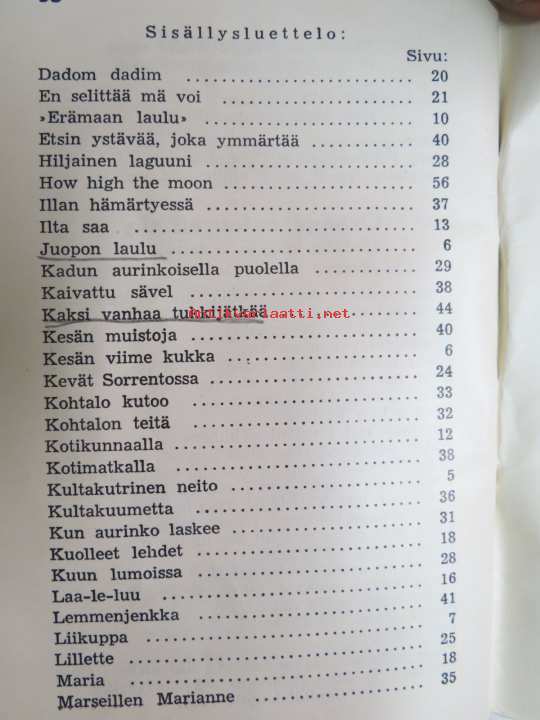 Sisällysluettelo:
Sivu:
Dadom dadim .................... 20
En selittää mä voi .................... 21
»Erämaan laulu» .................... 10
Etsin ystävää, joka ymmärtää .................... 40
Hiljainen laguuni .................... 28
How high the moon .................... 56
Illan hämärtyessä .................... 37
Ilta saa .................... 13
Juopon laulu .................... 6
Kadun aurinkoisella puolella .................... 29
Kaivattu sävel .................... 38
Kaksi vanhaa tukkijätkää .................... 44
Kesän muistoja .................... 40
Kesän viime kukka .................... 6
Kevät Sorrentossa .................... 24
Kohtalo kutoo .................... 33
Kohtalon teitä .................... 32
Kotikunnaalla .................... 12
Kotimatkalla .................... 38
Kultakutrinen neito .................... 5
Kultakuumetta .................... 36
Kun aurinko laskee .................... 31
Kuolleet lehdet .................... 18
Kuun lumoissa .................... 28
Laa-le-luu .................... 16
Lemmenjenkka .................... 41
Liikuppa .................... 7
Lillette .................... 25
Maria .................... 18
Marseillen Marianne .................... 35